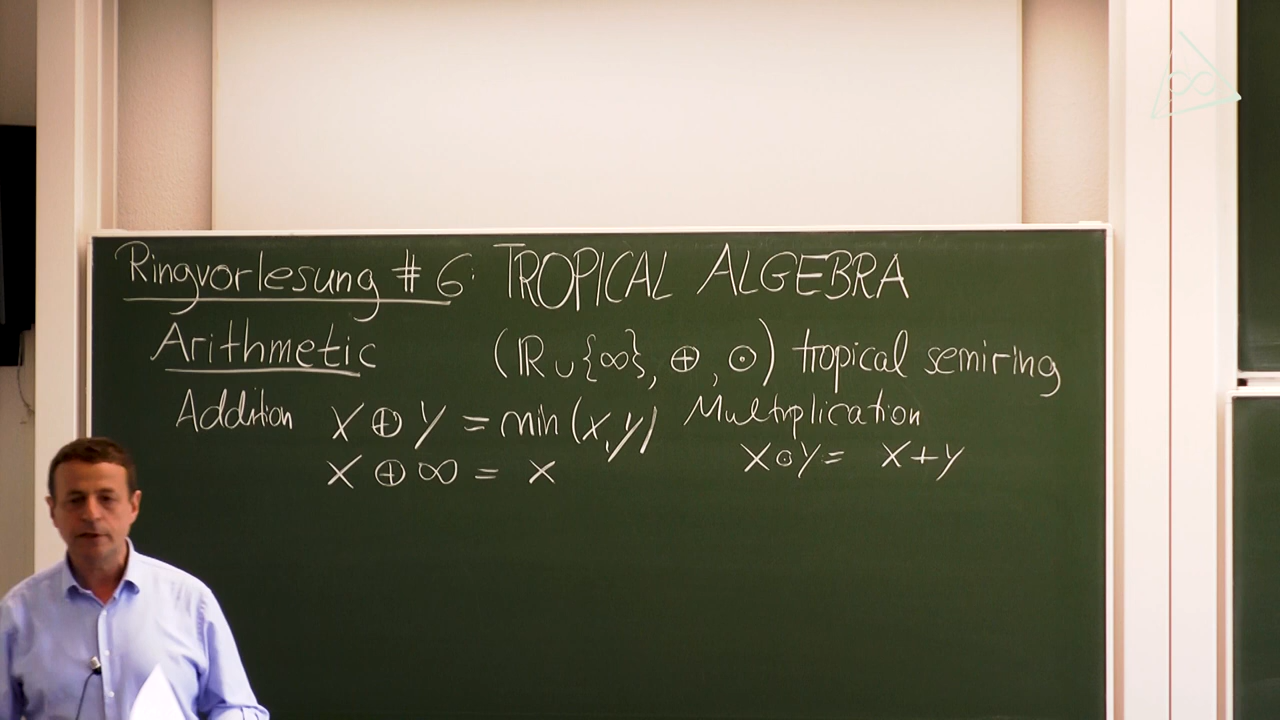 Ringvorlesung # 6: TROPICAL ALGEBRA
Arithmetic (ℝ ∪ {∞}, ⊕, ⊙) tropical semiring
Addition x ⊕ y = min(x,y) Multiplication
x ⊕ ∞ = x x ⊙ y = x + y